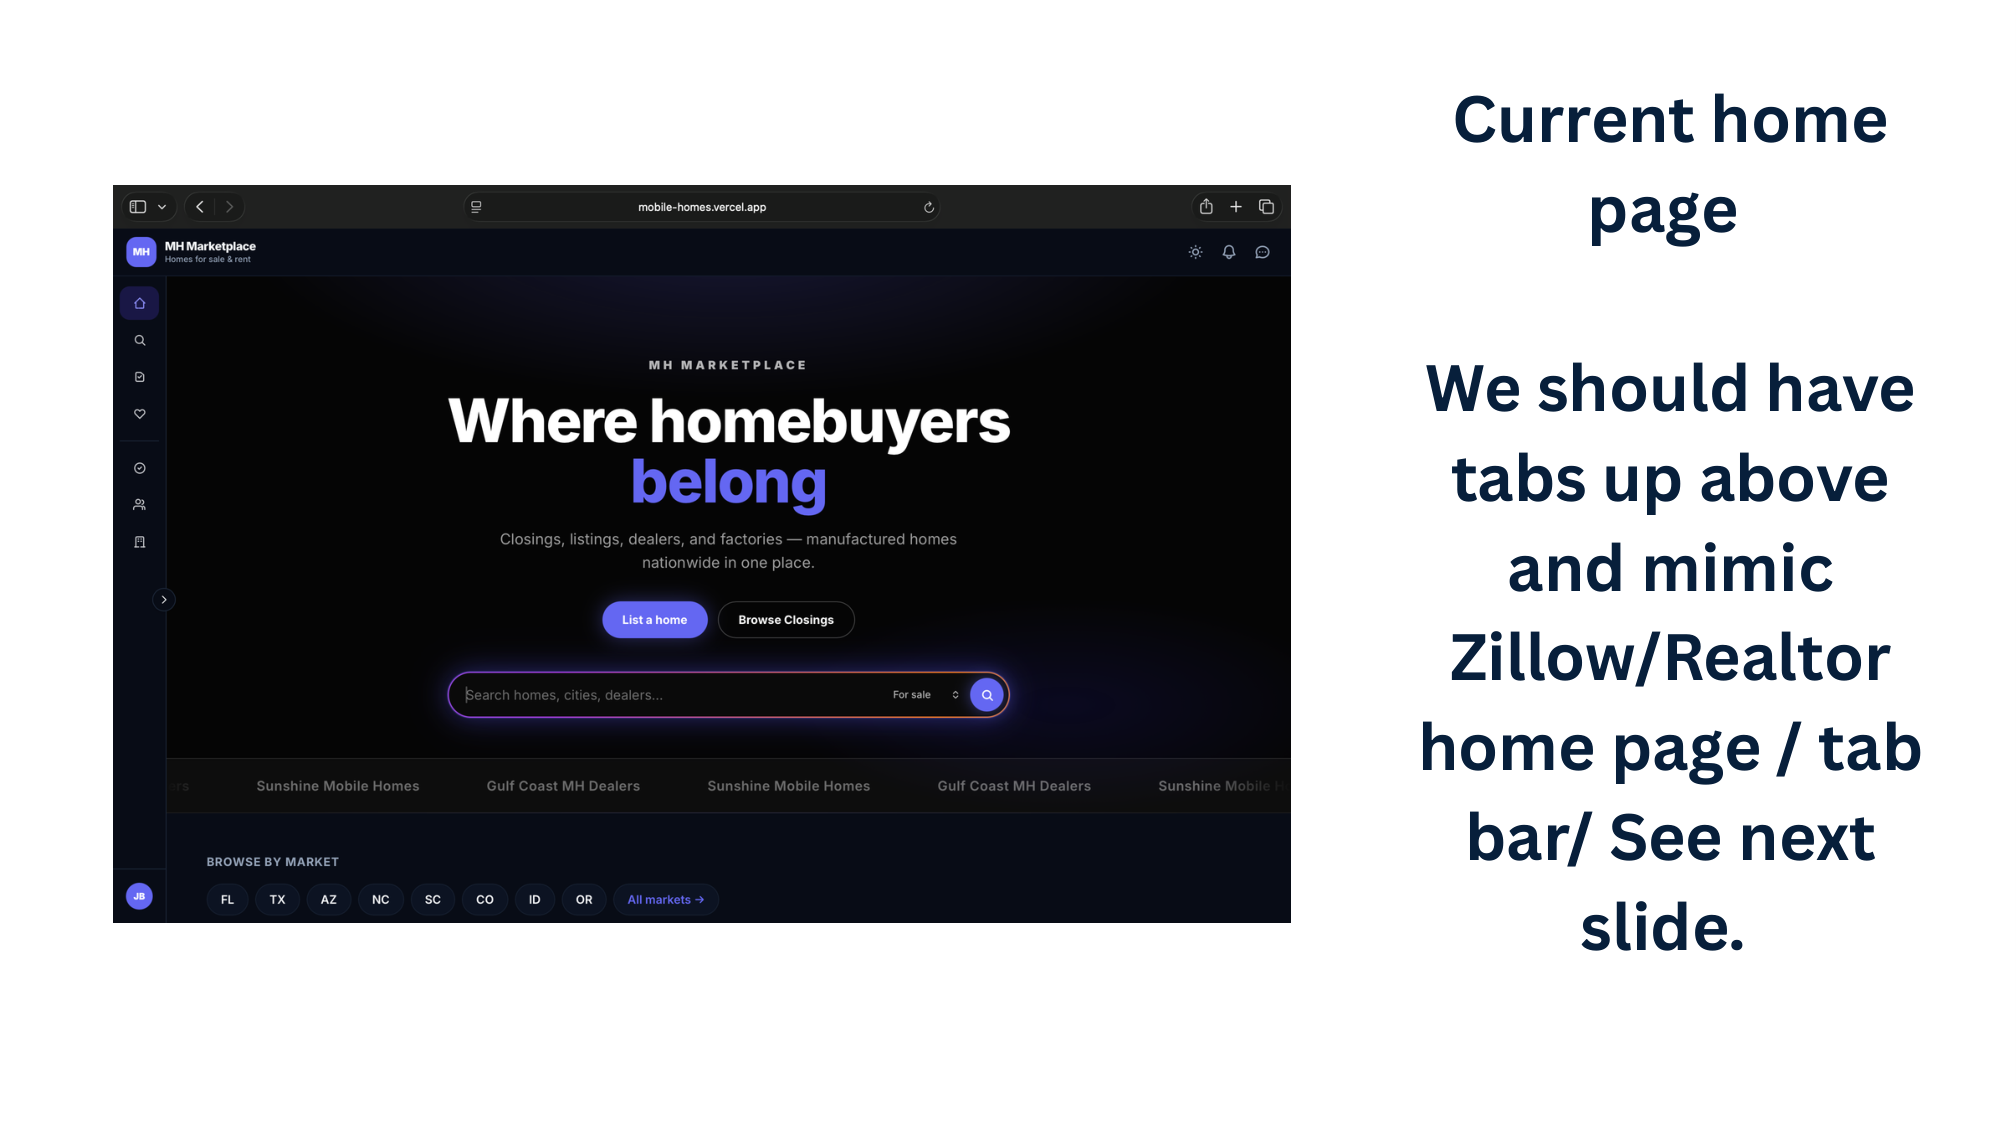 mobile-homes.vercel.app
MH
MH Marketplace
Homes for sale & rent
MH MARKETPLACE
Where homebuyers
belong
Closings, listings, dealers, and factories — manufactured homes
nationwide in one place.
List a home
Browse Closings
Search homes, cities, dealers...
For sale
Sunshine Mobile Homes
Gulf Coast MH Dealers
Sunshine Mobile Homes
Gulf Coast MH Dealers
Sunshine Mobile
BROWSE BY MARKET
FL
TX
AZ
NC
SC
CO
ID
OR
All markets →
JB
Current home
page
We should have
tabs up above
and mimic
Zillow/Realtor
home page / tab
bar/ See next
slide.